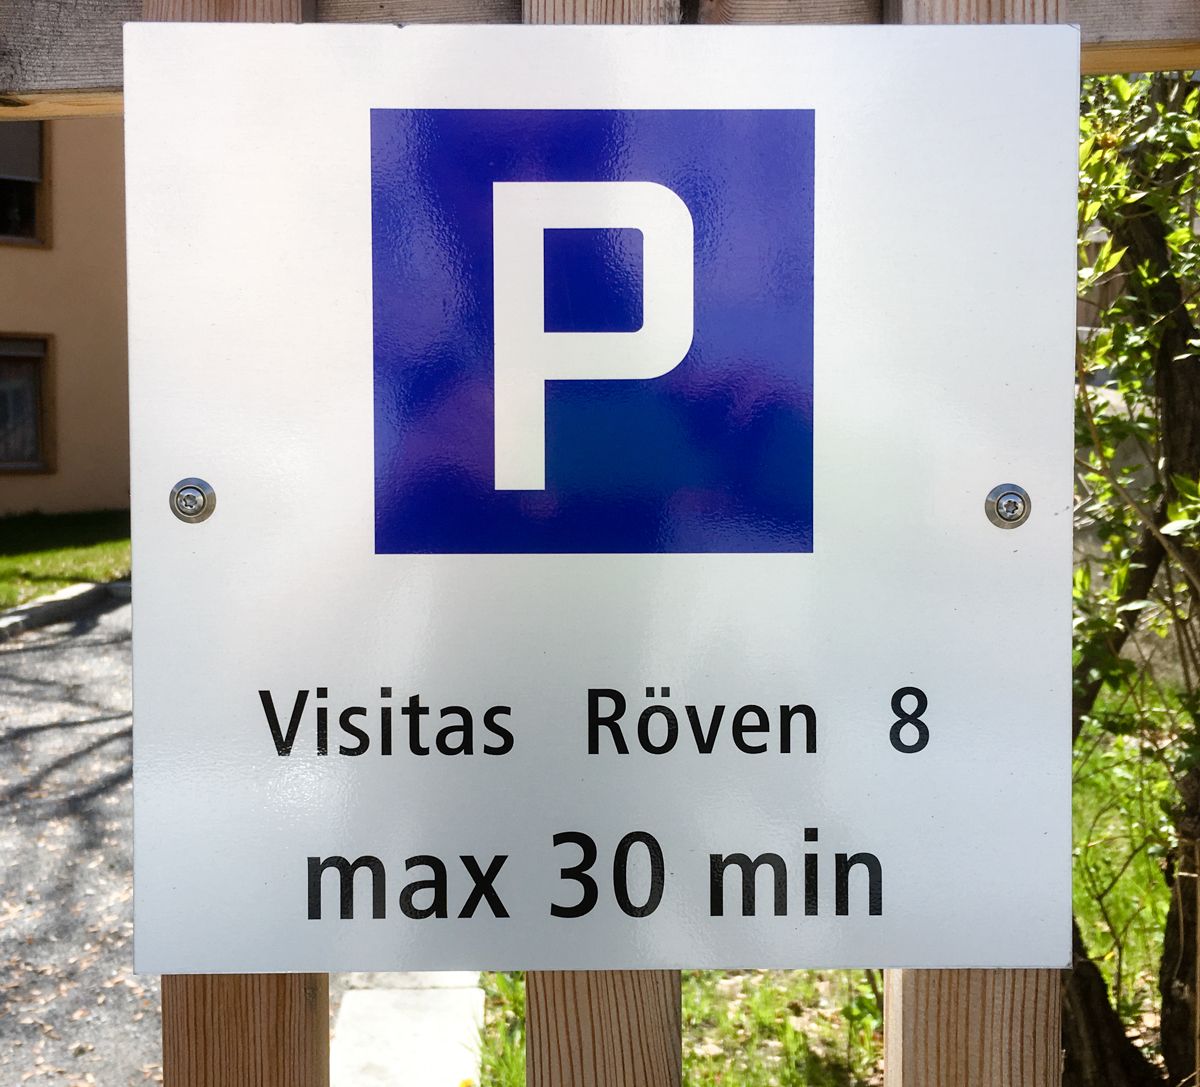 P
Visitas Röven 8
max 30 min